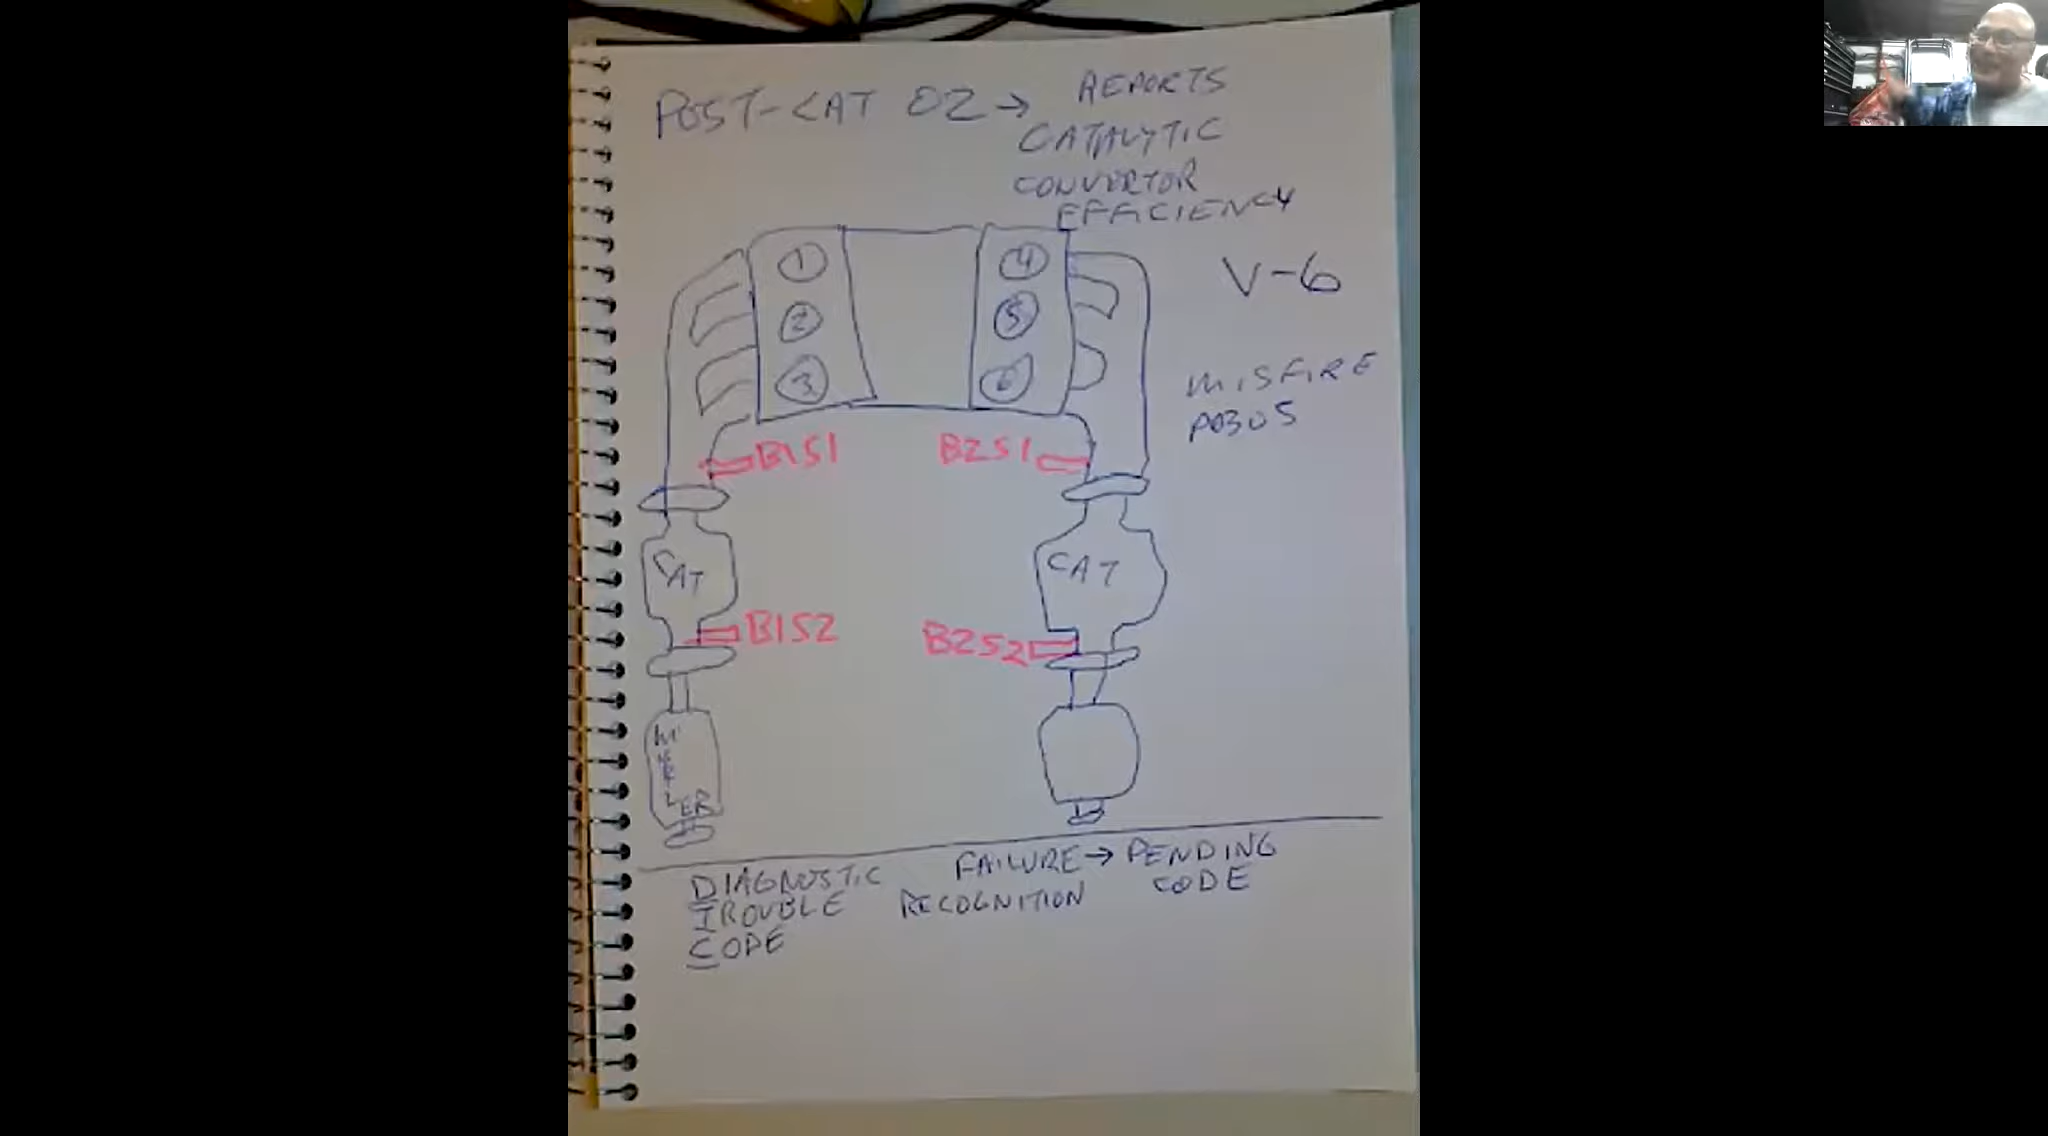 POST-CAT O2 → REPORTS
CATALYTIC
CONVERTOR
EFFICIENCY
V-6
1
2
3
4
5
6
MISFIRE
P0305
B1S1
B2S1
CAT
CAT
B1S2
B2S2
MUFFLER
DIAGNOSTIC
TROUBLE
CODE
FAILURE → PENDING
RECOGNITION CODE